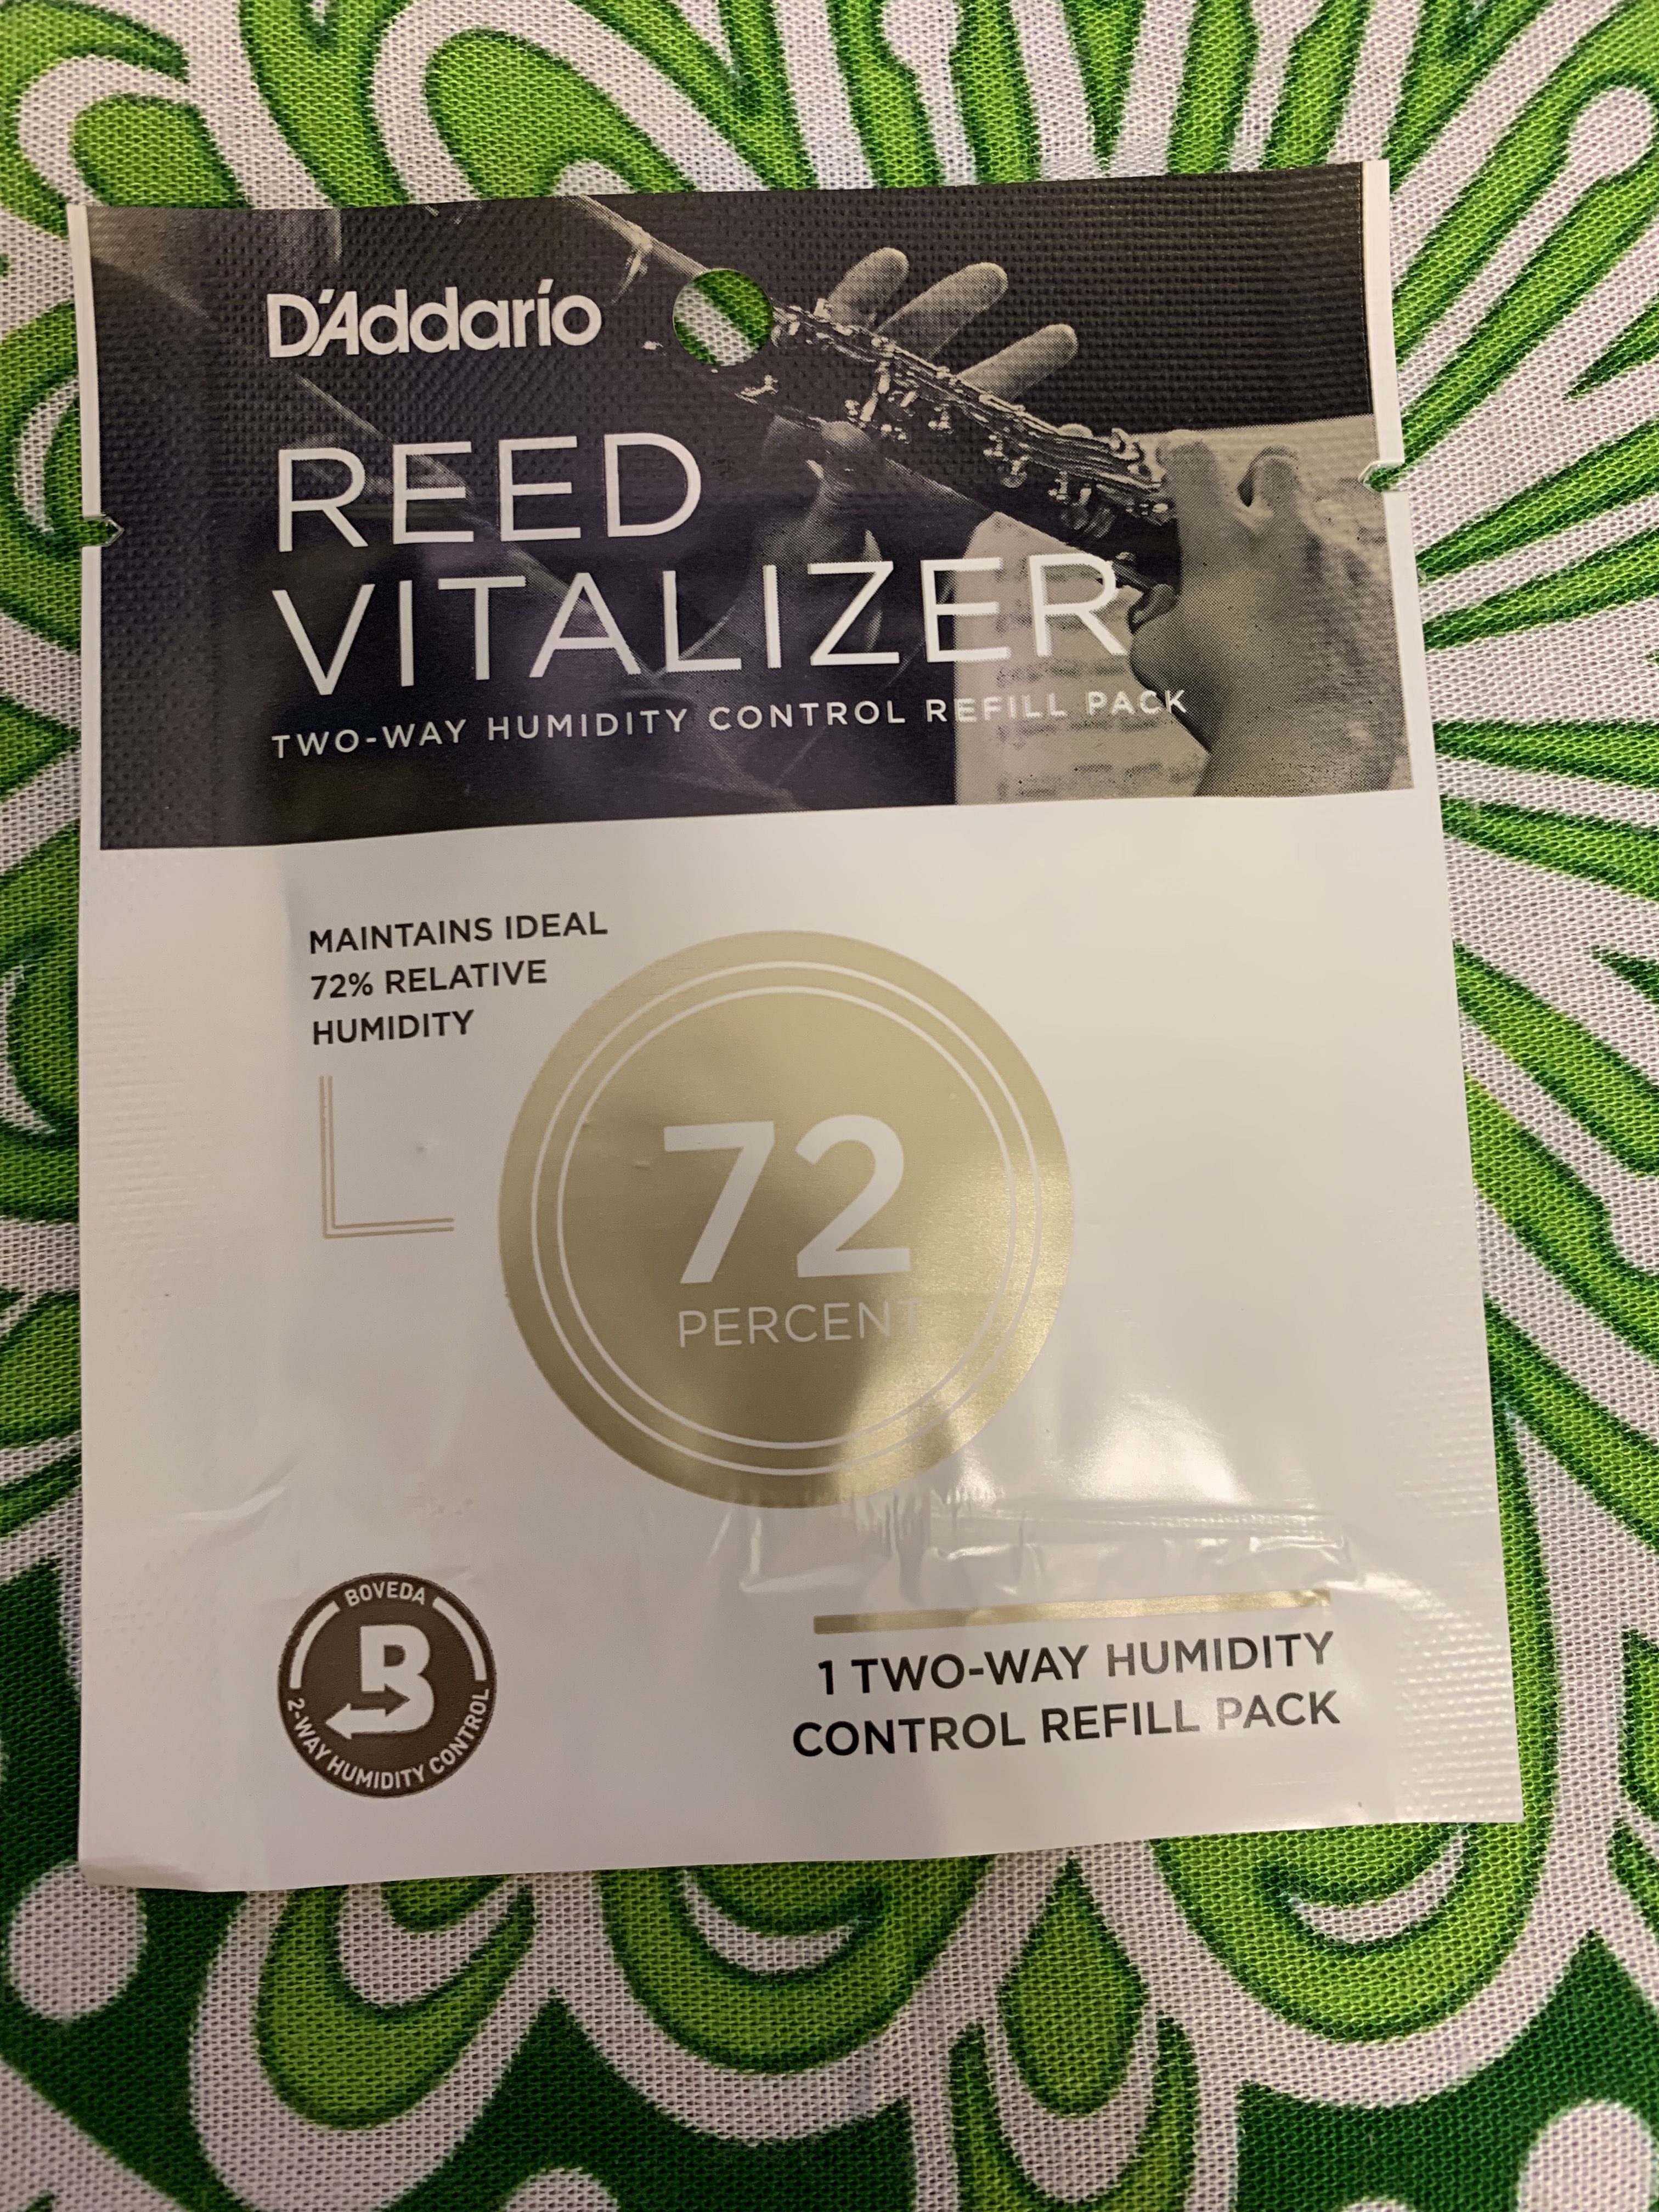 D'Addario
REED
VITALIZER
TWO-WAY HUMIDITY CONTROL REFILL PACK
MAINTAINS IDEAL
72% RELATIVE
HUMIDITY
72
PERCENT
BOVEDA
B
2-WAY HUMIDITY CONTROL
1 TWO-WAY HUMIDITY
CONTROL REFILL PACK